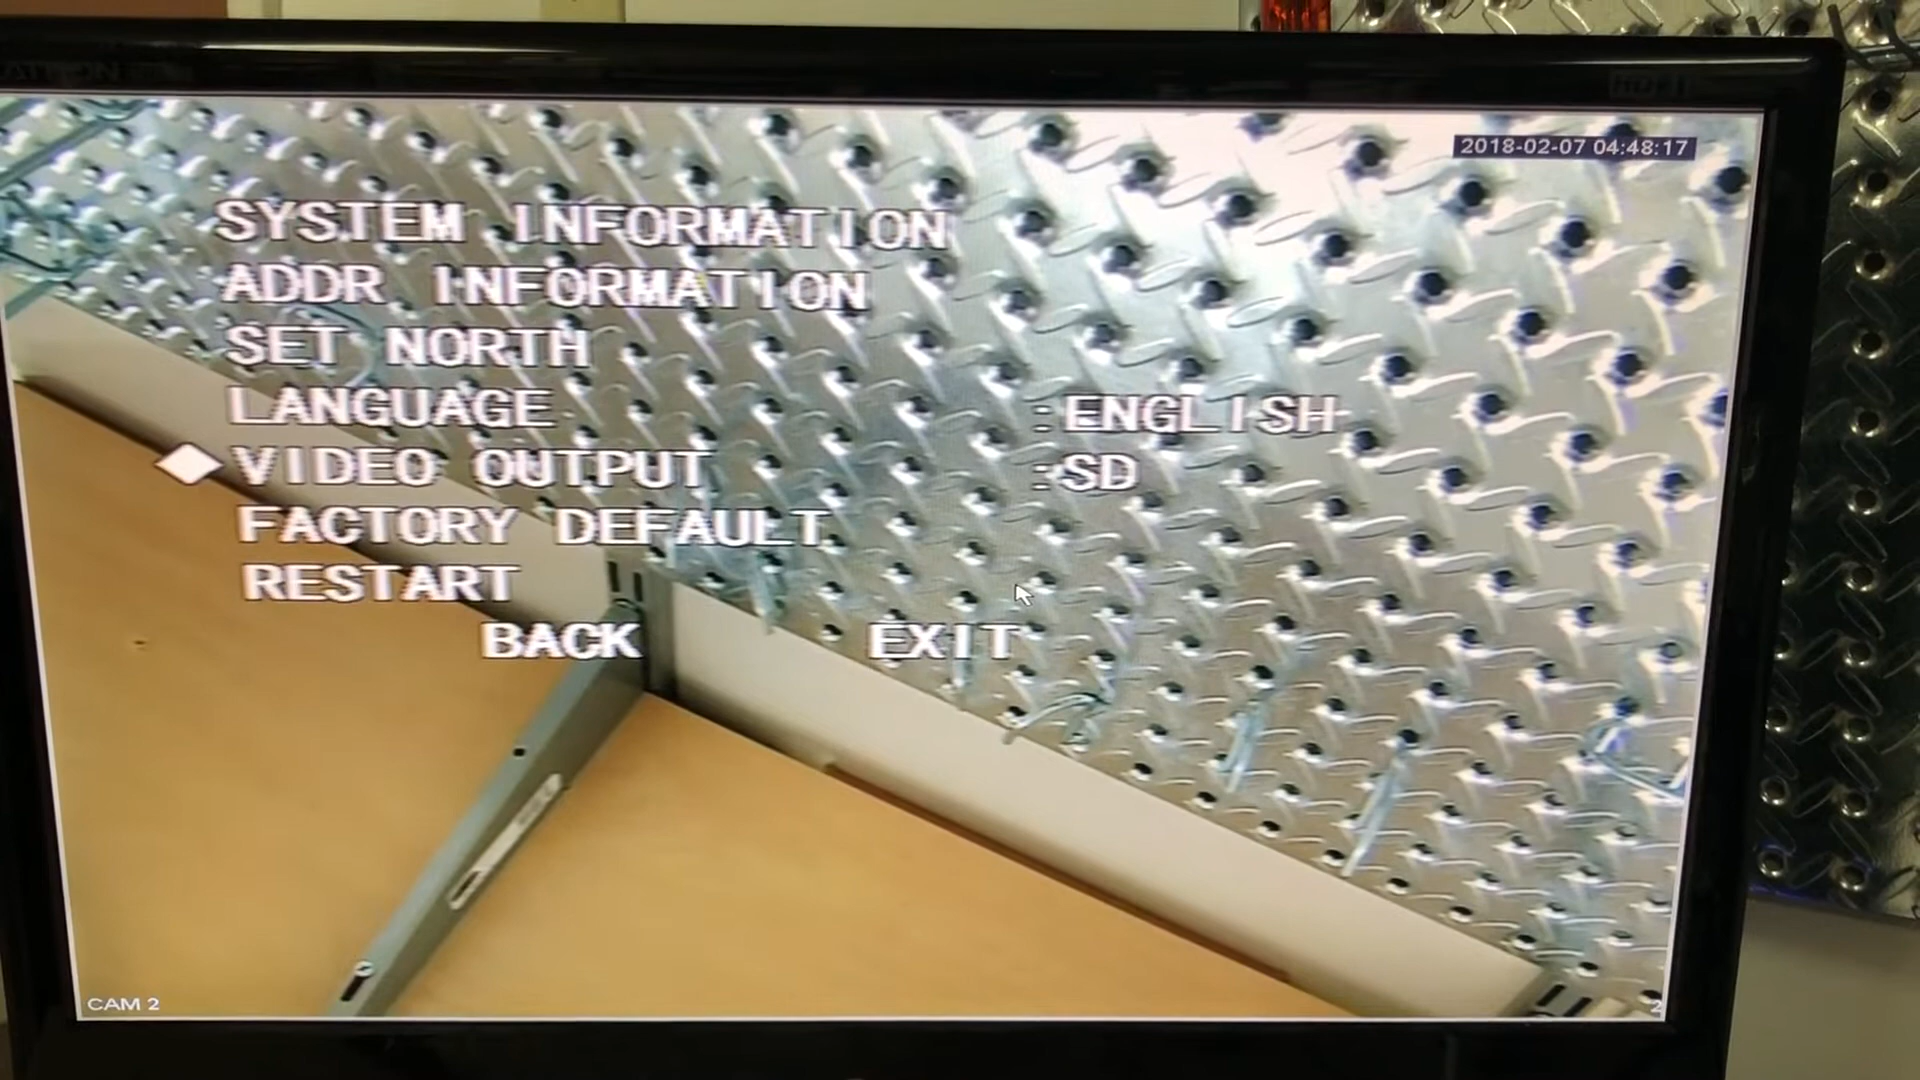 2018-02-07 04:48:17
SYSTEM INFORMATION
ADDR INFORMATION
SET NORTH
LANGUAGE :ENGLISH
VIDEO OUTPUT :SD
FACTORY DEFAULT
RESTART
BACK EXIT
CAM 2 2